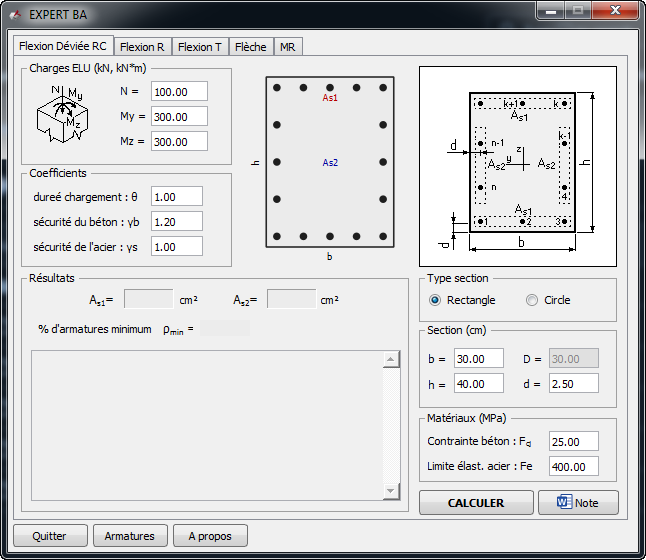 EXPERT BA
Flexion Déviée RC
Flexion R
Flexion T
Flèche
MR
Charges ELU (kN, kN*m)
N
My
Mz
N = 100.00
My = 300.00
Mz = 300.00
Coefficients
dureé chargement : θ 1.00
sécurité du béton : γb 1.20
sécurité de l'acier : γs 1.00
As1
h
As2
b
k+1
k
As1
k-1
d
n-1
z
y
As2
As2
h
n
4
As1
1
2
3
d
b
Résultats
As1= cm²
As2= cm²
% d'armatures minimum ρmin =
Type section
Rectangle
Circle
Section (cm)
b = 30.00
D = 30.00
h = 40.00
d = 2.50
Matériaux (MPa)
Contrainte béton : Fcj 25.00
Limite élast. acier : Fe 400.00
CALCULER
Note
Quitter
Armatures
A propos